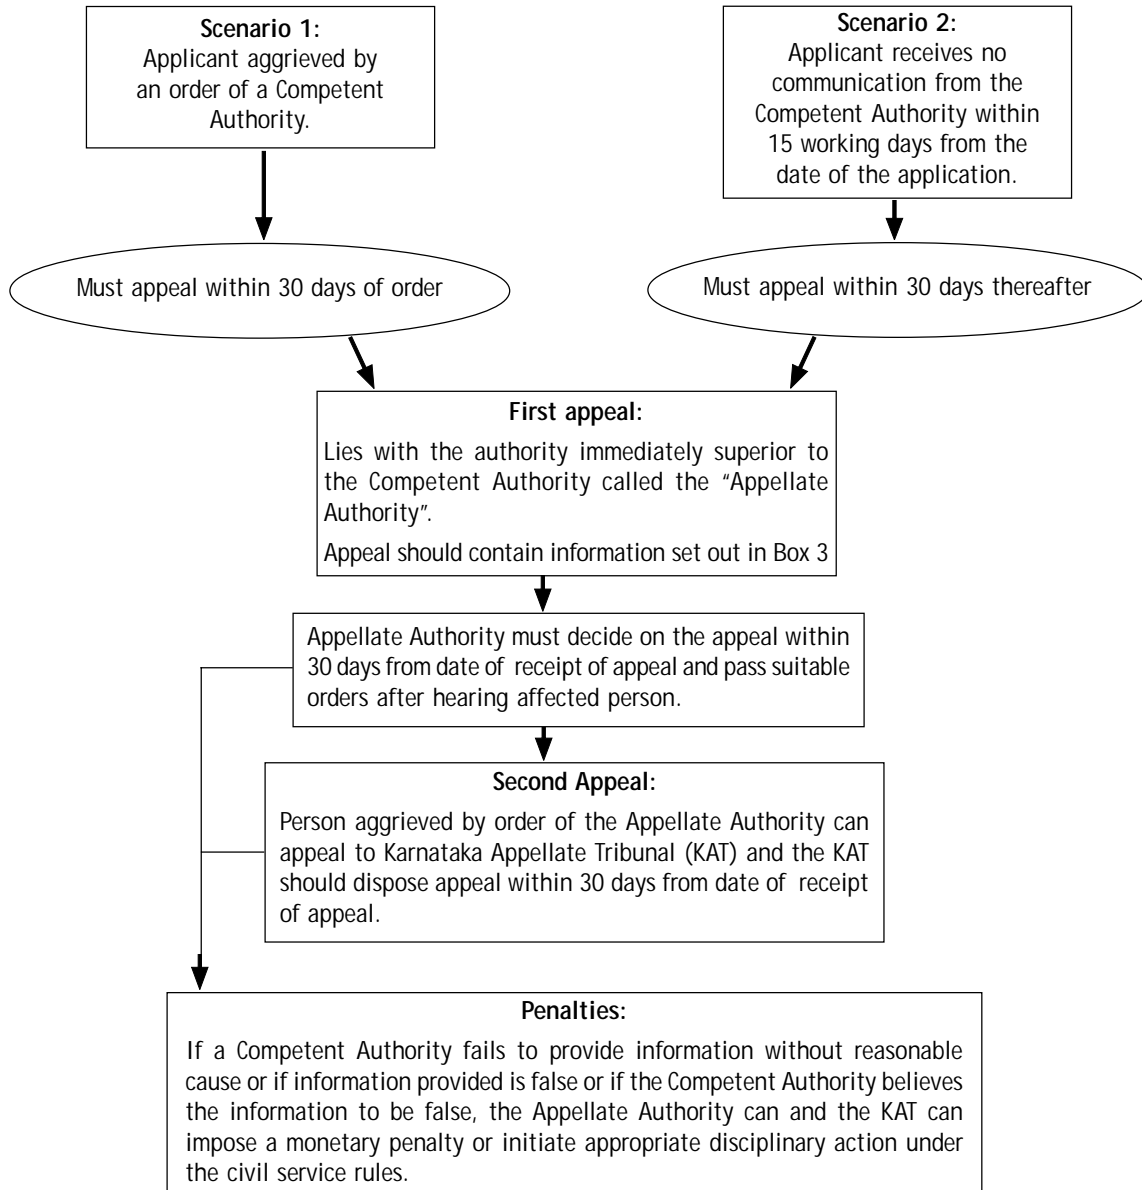 Scenario 1:
Applicant aggrieved by
an order of a Competent
Authority.
Scenario 2:
Applicant receives no
communication from the
Competent Authority within
15 working days from the
date of the application.
Must appeal within 30 days of order
Must appeal within 30 days thereafter
First appeal:
Lies with the authority immediately superior to
the Competent Authority called the “Appellate
Authority”.
Appeal should contain information set out in Box 3
Appellate Authority must decide on the appeal within
30 days from date of receipt of appeal and pass suitable
orders after hearing affected person.
Second Appeal:
Person aggrieved by order of the Appellate Authority can
appeal to Karnataka Appellate Tribunal (KAT) and the KAT
should dispose appeal within 30 days from date of receipt
of appeal.
Penalties:
If a Competent Authority fails to provide information without reasonable
cause or if information provided is false or if the Competent Authority believes
the information to be false, the Appellate Authority can and the KAT can
impose a monetary penalty or initiate appropriate disciplinary action under
the civil service rules.